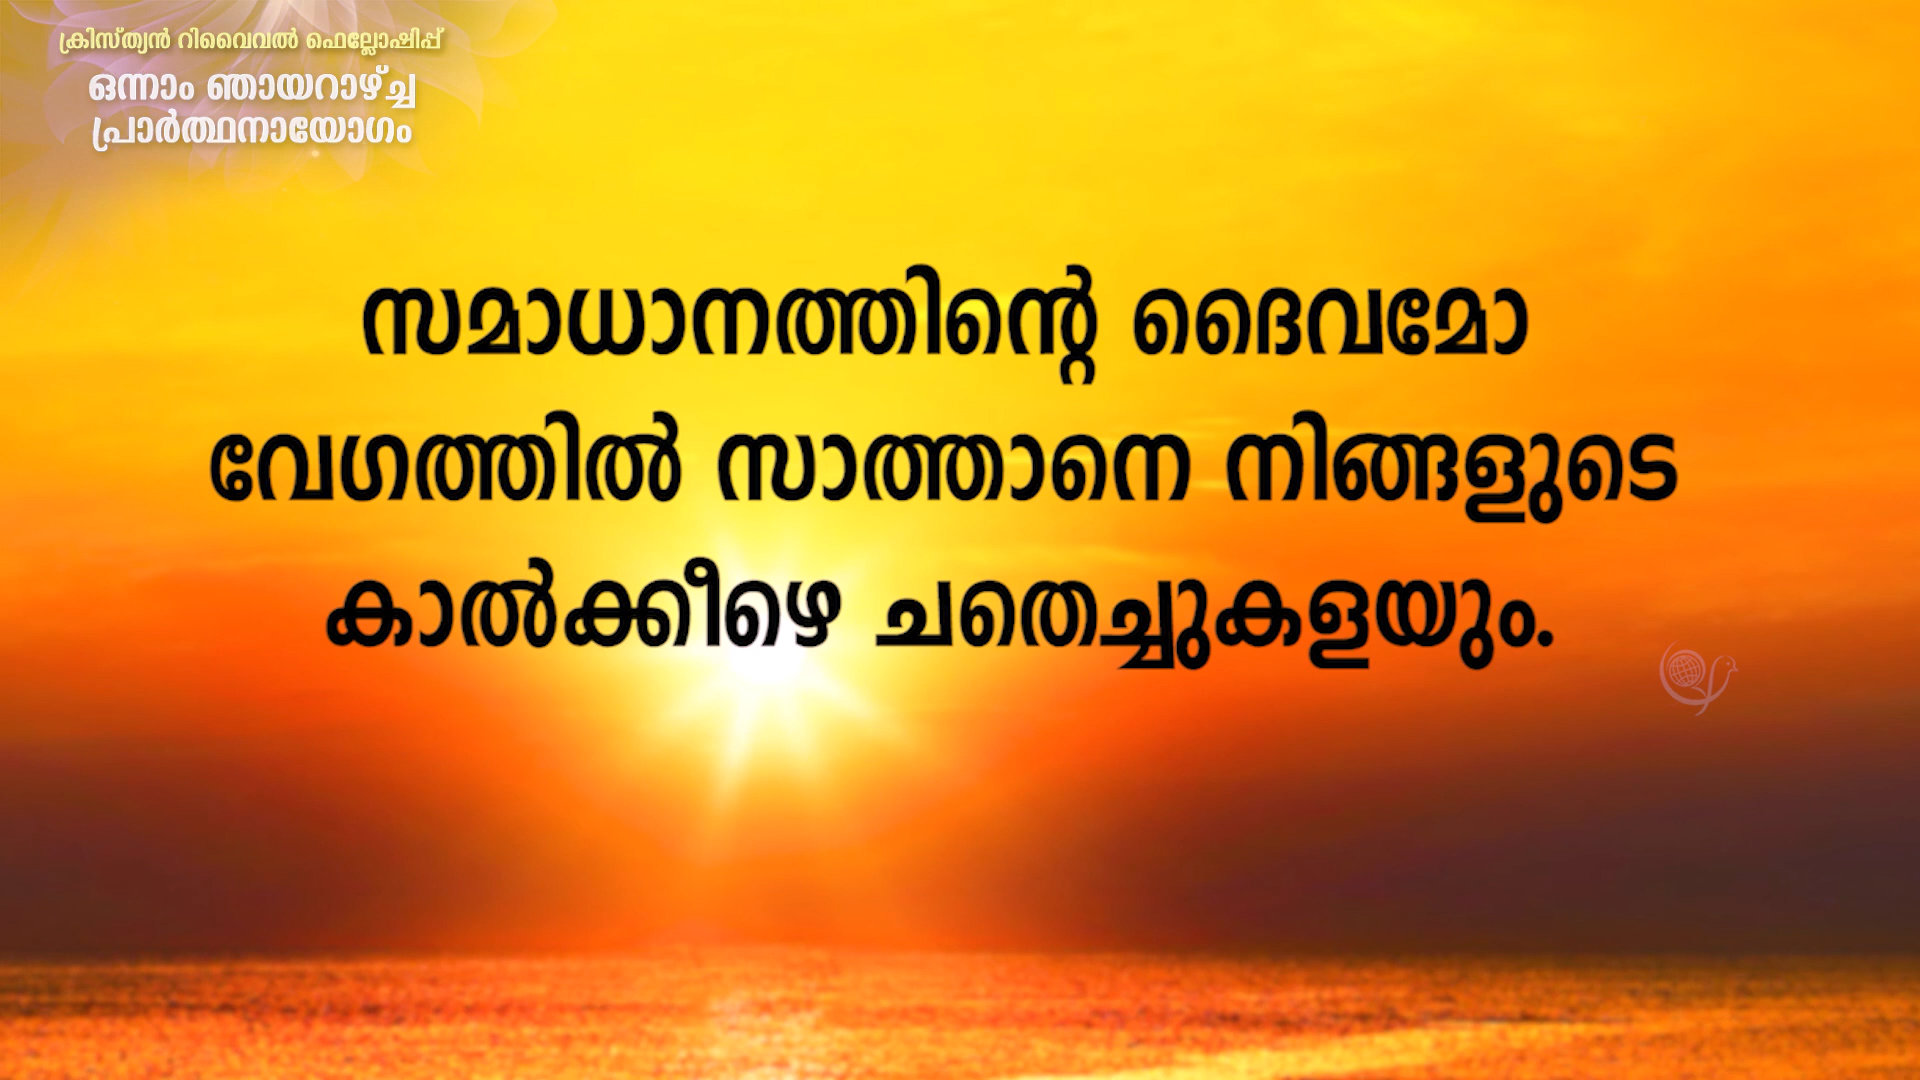 ക്രിസ്ത്യൻ റിവൈവൽ ഫെല്ലോഷിപ്പ്
ഒന്നാം ഞായറാഴ്ച്ച
പ്രാർത്ഥനായോഗം
സമാധാനത്തിന്റെ ദൈവമോ
വേഗത്തിൽ സാത്താനെ നിങ്ങളുടെ
കാൽക്കീഴെ ചതെച്ചുകളയും.